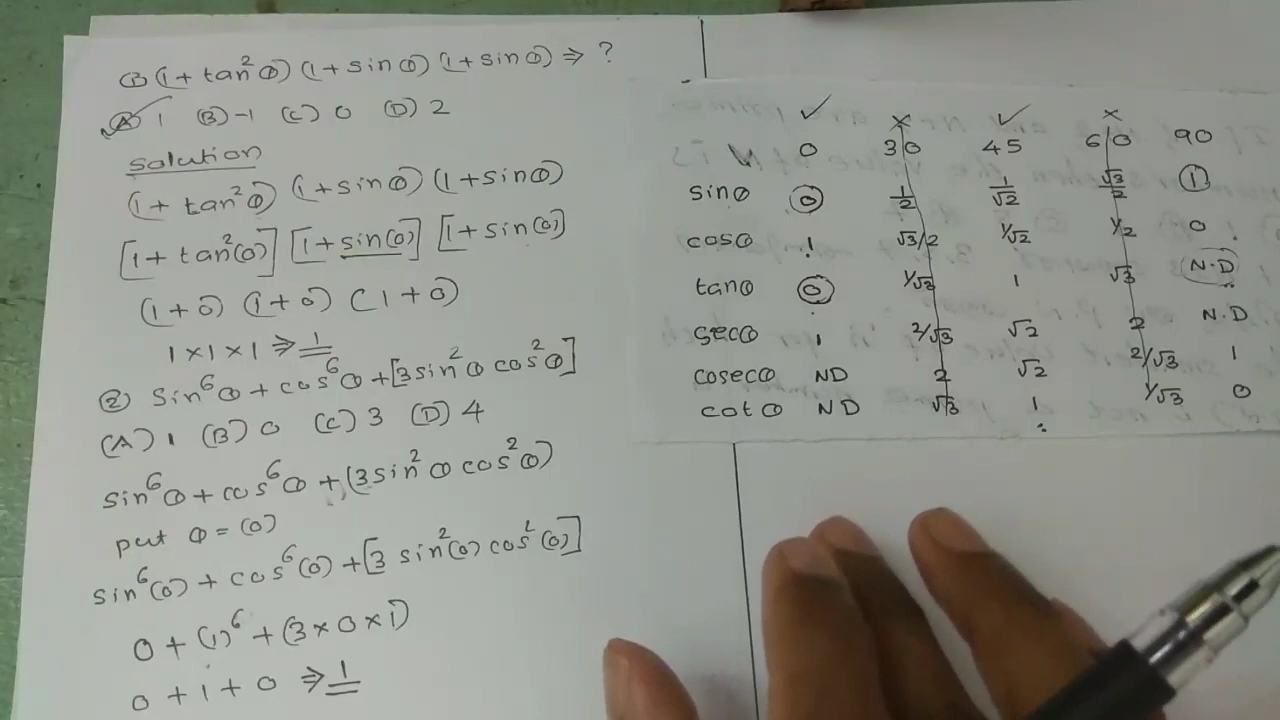 ① (1 + tan²θ) (1 + sinθ) (1 + sinθ) ⇒ ?
(A) 1 (B) -1 (C) 0 (D) 2
Solution
(1 + tan²θ) (1 + sinθ) (1 + sinθ)
[1 + tan²(0)] [1 + sin(0)] [1 + sin(0)]
(1+0) (1+0) (1+0)
1 × 1 × 1 ⇒ 1
② sin⁶θ + cos⁶θ + [3 sin²θ cos²θ]
(A) 1 (B) 0 (C) 3 (D) 4
sin⁶θ + cos⁶θ + (3 sin²θ cos²θ)
put θ = (0)
sin⁶(0) + cos⁶(0) + [3 sin²(0) cos²(0)]
0 + (1)⁶ + (3 × 0 × 1)
0 + 1 + 0 ⇒ 1
✓ × ✓ ×
0 30 45 60 90
sinθ 0 1/2 1/√2 √3/2 1
cosθ 1 √3/2 1/√2 1/2 0
tanθ 0 1/√3 1 √3 N.D
secθ 1 2/√3 √2 2 N.D
cosecθ ND 2 √2 2/√3 1
cotθ ND √3 1 1/√3 0